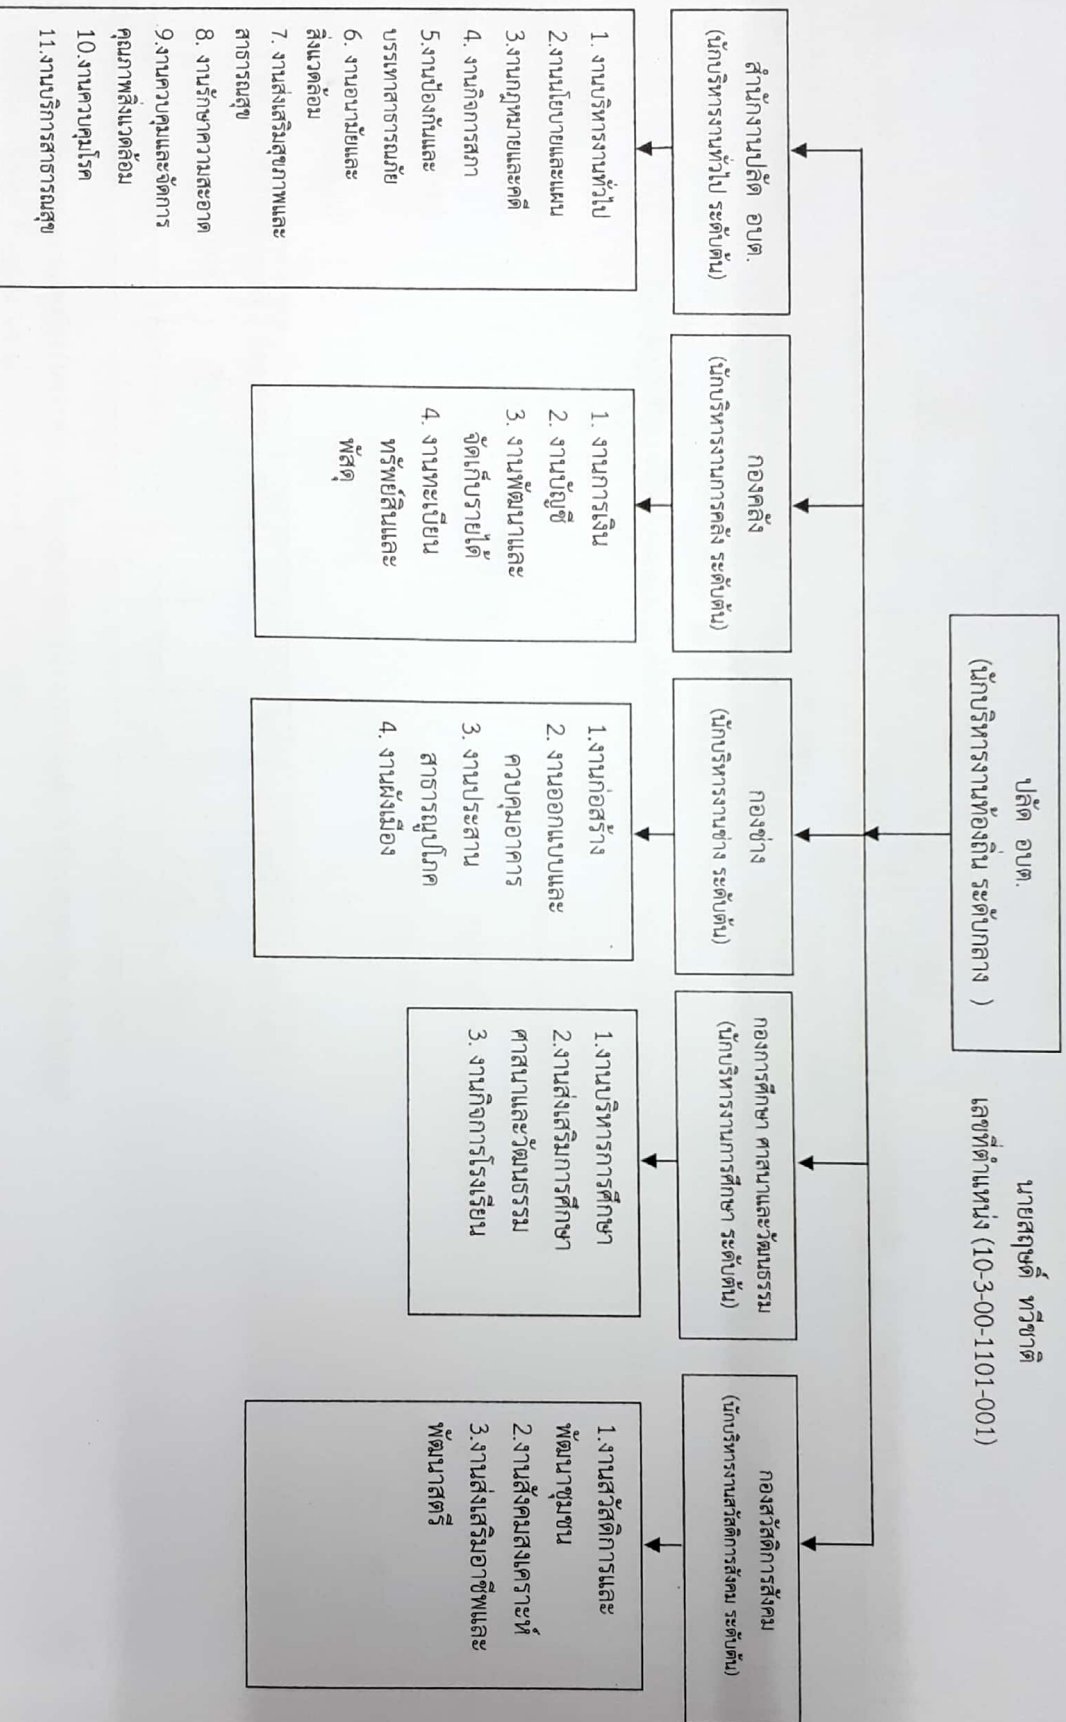 ปลัด อบต.
(นักบริหารงานท้องถิ่น ระดับกลาง )
นายสฤษดิ์ ทวีชาติ
เลขที่ตำแหน่ง (10-3-00-1101-001)
สำนักงานปลัด อบต.
(นักบริหารงานทั่วไป ระดับต้น)
กองคลัง
(นักบริหารงานการคลัง ระดับต้น)
กองช่าง
(นักบริหารงานช่าง ระดับต้น)
กองการศึกษา ศาสนาและวัฒนธรรม
(นักบริหารงานการศึกษา ระดับต้น)
กองสวัสดิการสังคม
(นักบริหารงานสวัสดิการสังคม ระดับต้น)
1. งานบริหารงานทั่วไป
2.งานนโยบายและแผน
3.งานกฎหมายและคดี
4. งานกิจการสภา
5.งานป้องกันและ
บรรเทาสาธารณภัย
6. งานอนามัยและ
สิ่งแวดล้อม
7. งานส่งเสริมสุขภาพและ
สาธารณสุข
8. งานรักษาความสะอาด
9.งานควบคุมและจัดการ
คุณภาพสิ่งแวดล้อม
10.งานควบคุมโรค
11.งานบริการสาธารณสุข
1. งานการเงิน
2. งานบัญชี
3. งานพัฒนาและ
จัดเก็บรายได้
4. งานทะเบียน
ทรัพย์สินและ
พัสดุ
1.งานก่อสร้าง
2. งานออกแบบและ
ควบคุมอาคาร
3. งานประสาน
สาธารณูปโภค
4. งานผังเมือง
1.งานบริหารการศึกษา
2.งานส่งเสริมการศึกษา
ศาสนาและวัฒนธรรม
3. งานกิจการโรงเรียน
1.งานสวัสดิการและ
พัฒนาชุมชน
2.งานสังคมสงเคราะห์
3.งานส่งเสริมอาชีพและ
พัฒนาสตรี